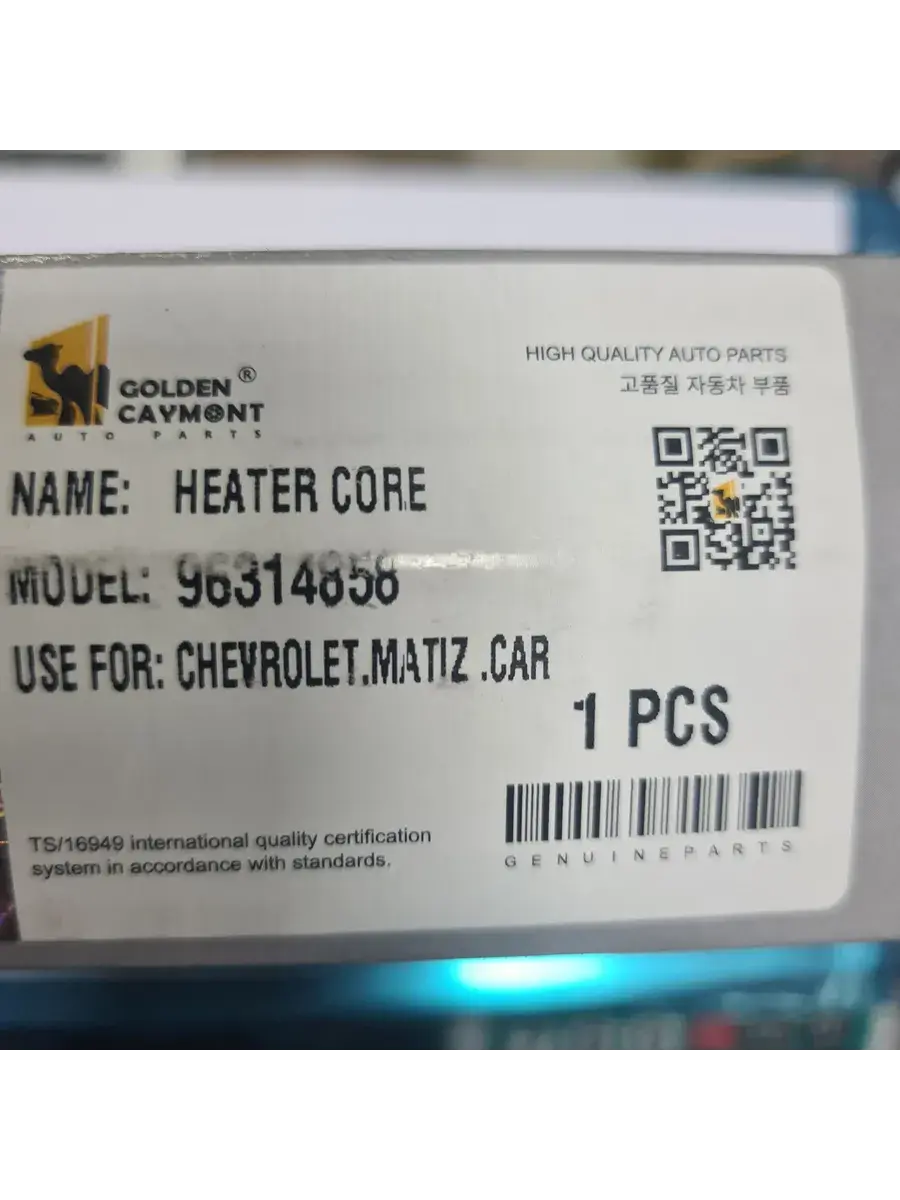 GOLDEN ®
CAYMONT
AUTO PARTS
HIGH QUALITY AUTO PARTS
고품질 자동차 부품
NAME: HEATER CORE
MODEL: 96314858
USE FOR: CHEVROLET.MATIZ .CAR
1 PCS
TS/16949 international quality certification
system in accordance with standards.
GENUINEPARTS